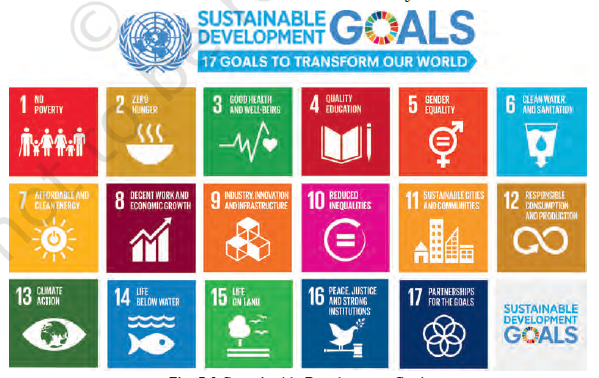 SUSTAINABLE
DEVELOPMENT GOALS
17 GOALS TO TRANSFORM OUR WORLD
1 NO
POVERTY
2 ZERO
HUNGER
3 GOOD HEALTH
AND WELL-BEING
4 QUALITY
EDUCATION
5 GENDER
EQUALITY
6 CLEAN WATER
AND SANITATION
7 AFFORDABLE AND
CLEAN ENERGY
8 DECENT WORK AND
ECONOMIC GROWTH
9 INDUSTRY, INNOVATION
AND INFRASTRUCTURE
10 REDUCED
INEQUALITIES
11 SUSTAINABLE CITIES
AND COMMUNITIES
12 RESPONSIBLE
CONSUMPTION
AND PRODUCTION
13 CLIMATE
ACTION
14 LIFE
BELOW WATER
15 LIFE
ON LAND
16 PEACE, JUSTICE
AND STRONG
INSTITUTIONS
17 PARTNERSHIPS
FOR THE GOALS
SUSTAINABLE
DEVELOPMENT
GOALS